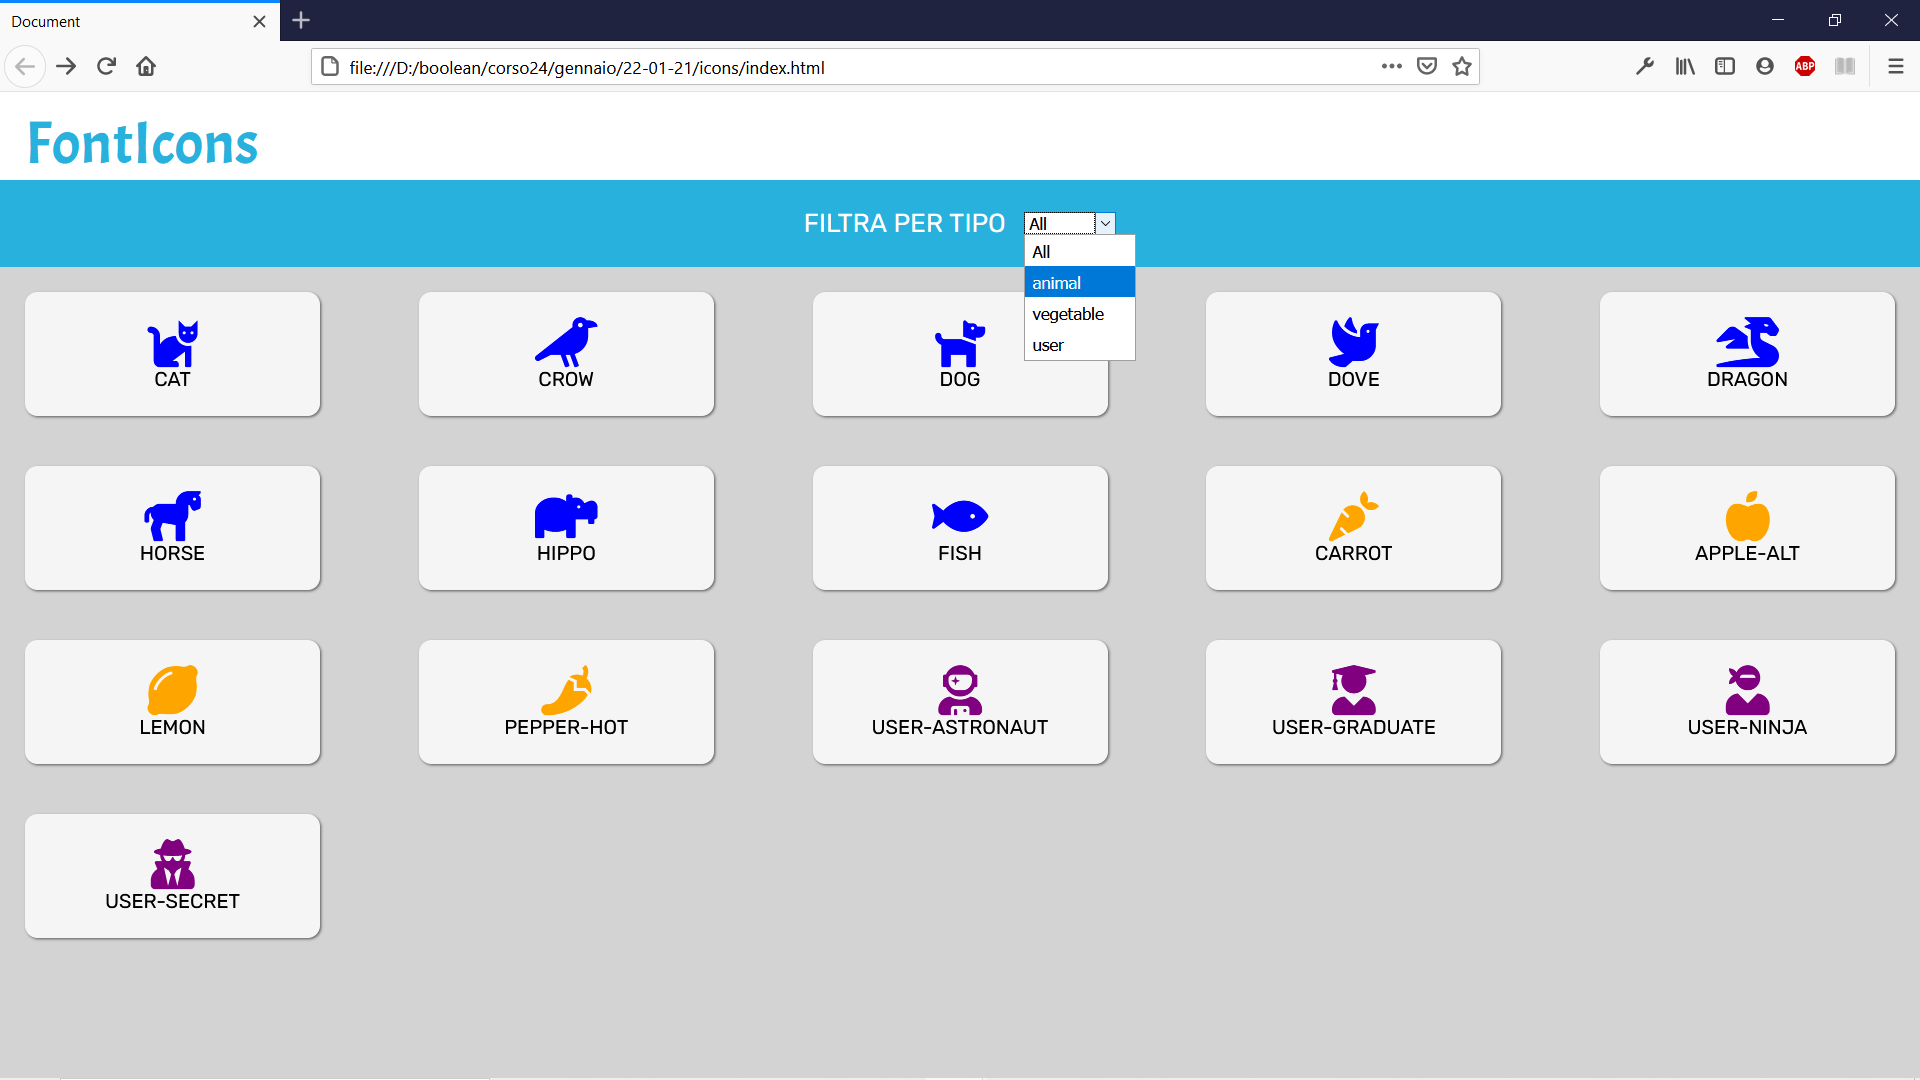 Document
file:///D:/boolean/corso24/gennaio/22-01-21/icons/index.html
ABP
FontIcons
FILTRA PER TIPO All
All
animal
vegetable
user
CAT CROW DOG DOVE DRAGON
HORSE HIPPO FISH CARROT APPLE-ALT
LEMON PEPPER-HOT USER-ASTRONAUT USER-GRADUATE USER-NINJA
USER-SECRET